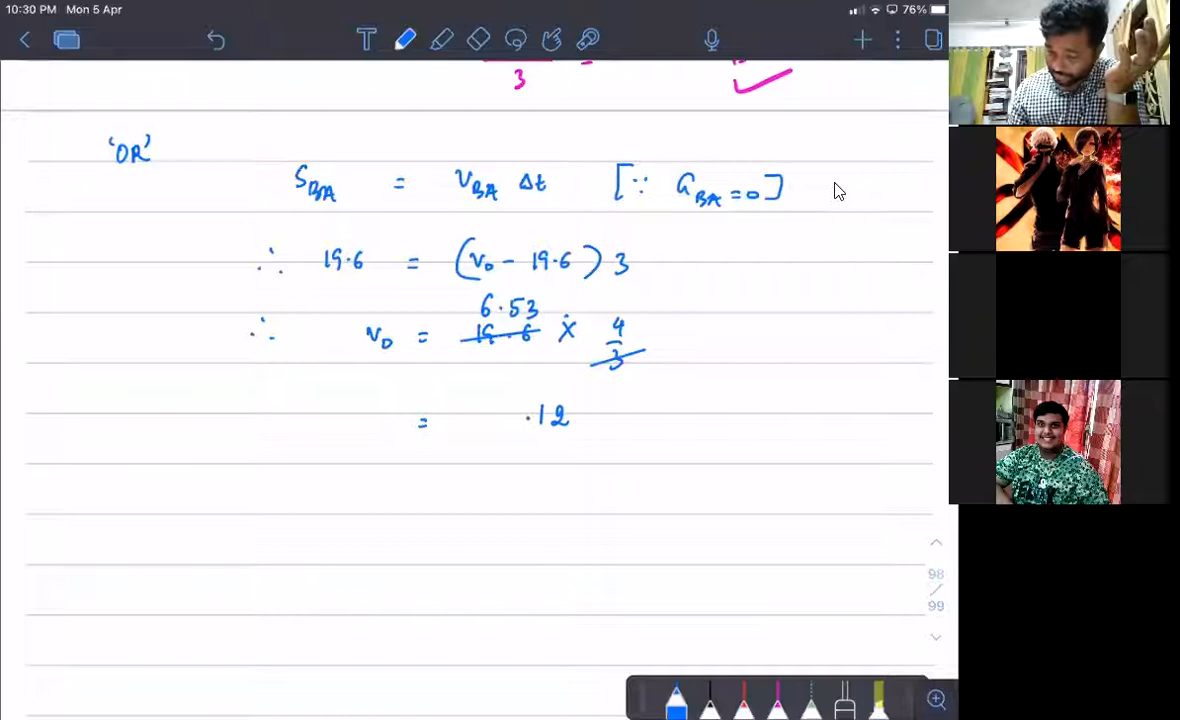 10:30 PM Mon 5 Apr 76%
3
'OR'
S_BA = V_BA Δt [∵ a_BA = 0]
∴ 19.6 = (v₀ - 19.6) 3
6.53
∴ v₀ = 19.6 × 4/3
= .12
98
/
99